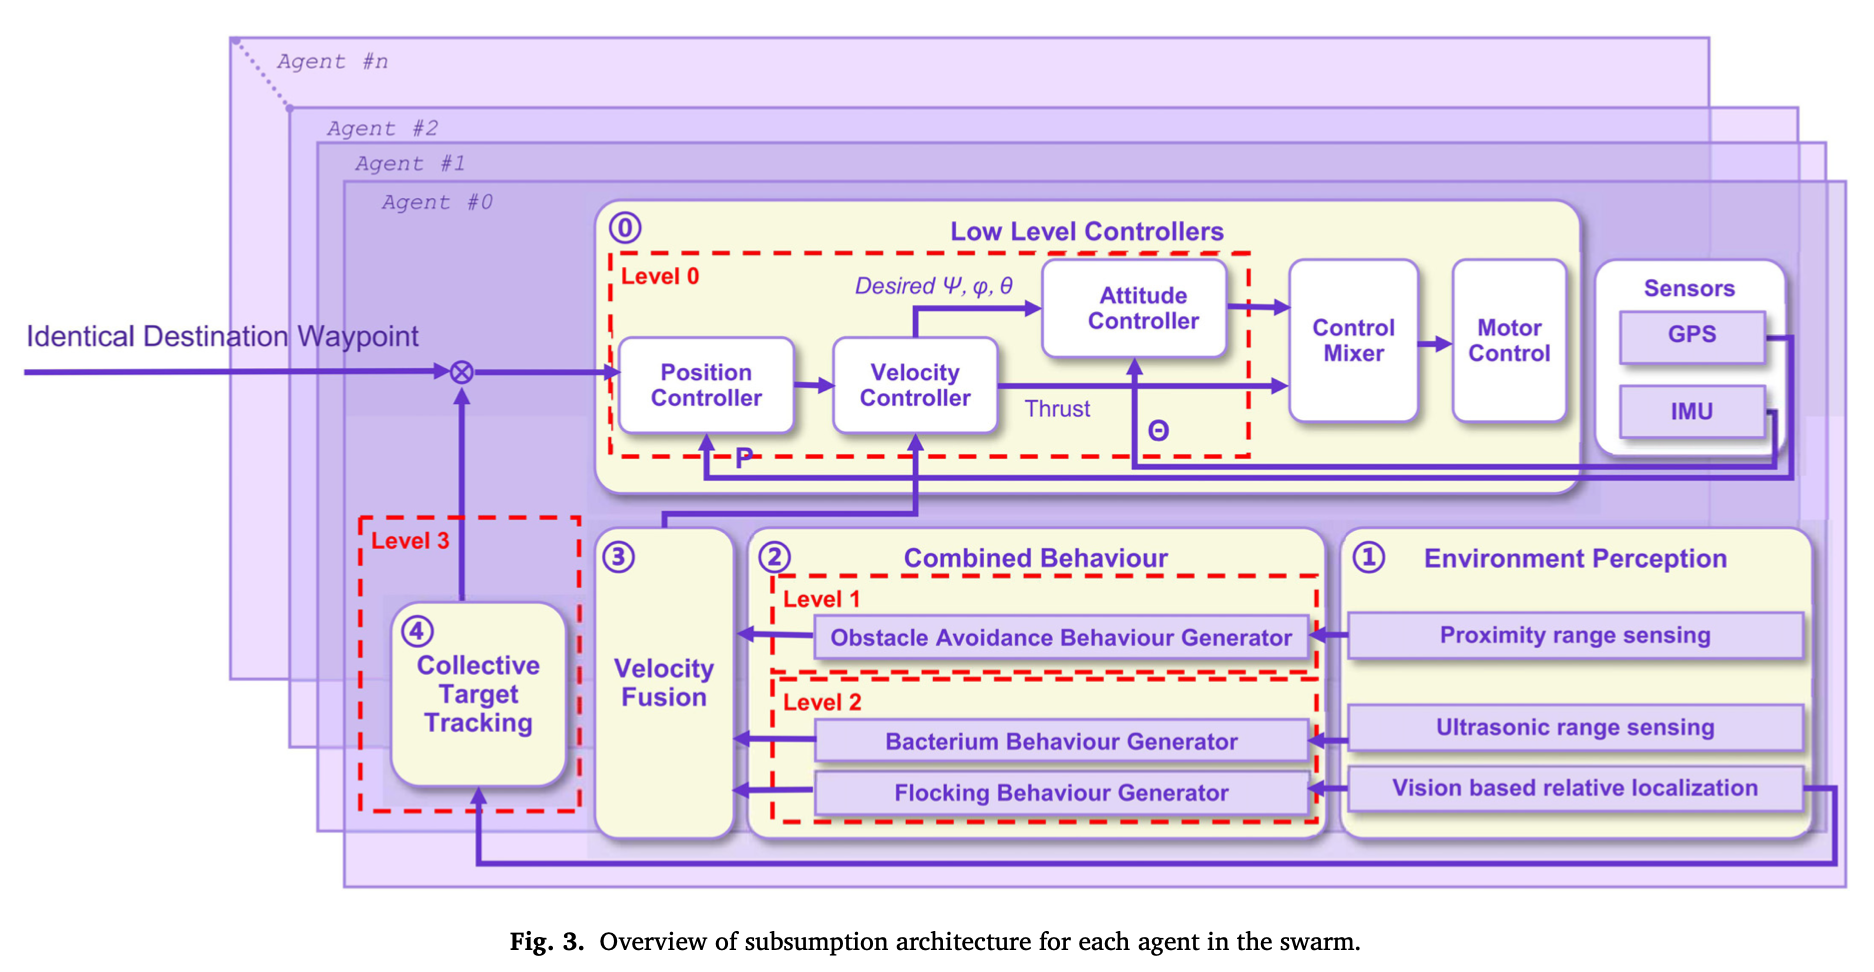 Agent #n
Agent #2
Agent #1
Agent #0
⓪
Low Level Controllers
Level 0
Desired Ψ, φ, θ
Attitude
Controller
Position
Controller
Velocity
Controller
Thrust
Θ
P
Control
Mixer
Motor
Control
Sensors
GPS
IMU
Identical Destination Waypoint
Level 3
④
Collective
Target
Tracking
③
Velocity
Fusion
②
Combined Behaviour
Level 1
Obstacle Avoidance Behaviour Generator
Level 2
Bacterium Behaviour Generator
Flocking Behaviour Generator
①
Environment Perception
Proximity range sensing
Ultrasonic range sensing
Vision based relative localization
Fig. 3. Overview of subsumption architecture for each agent in the swarm.